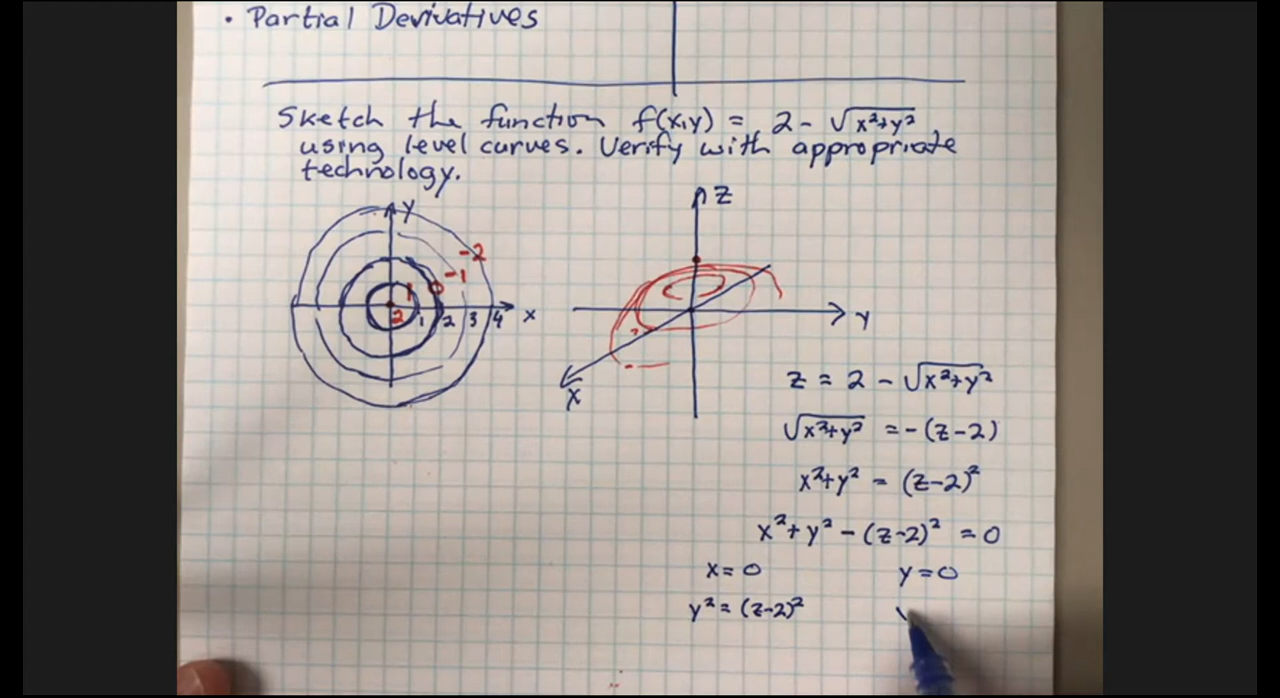 • Partial Derivatives
Sketch the function f(x,y) = 2 - √x²+y²
using level curves. Verify with appropriate
technology.
y
-2
-1
0
1
2
1 2 3 4 x
z
y
x
z = 2 - √x²+y²
√x²+y² = -(z-2)
x²+y² = (z-2)²
x²+y² - (z-2)² = 0
x = 0 y = 0
y² = (z-2)²